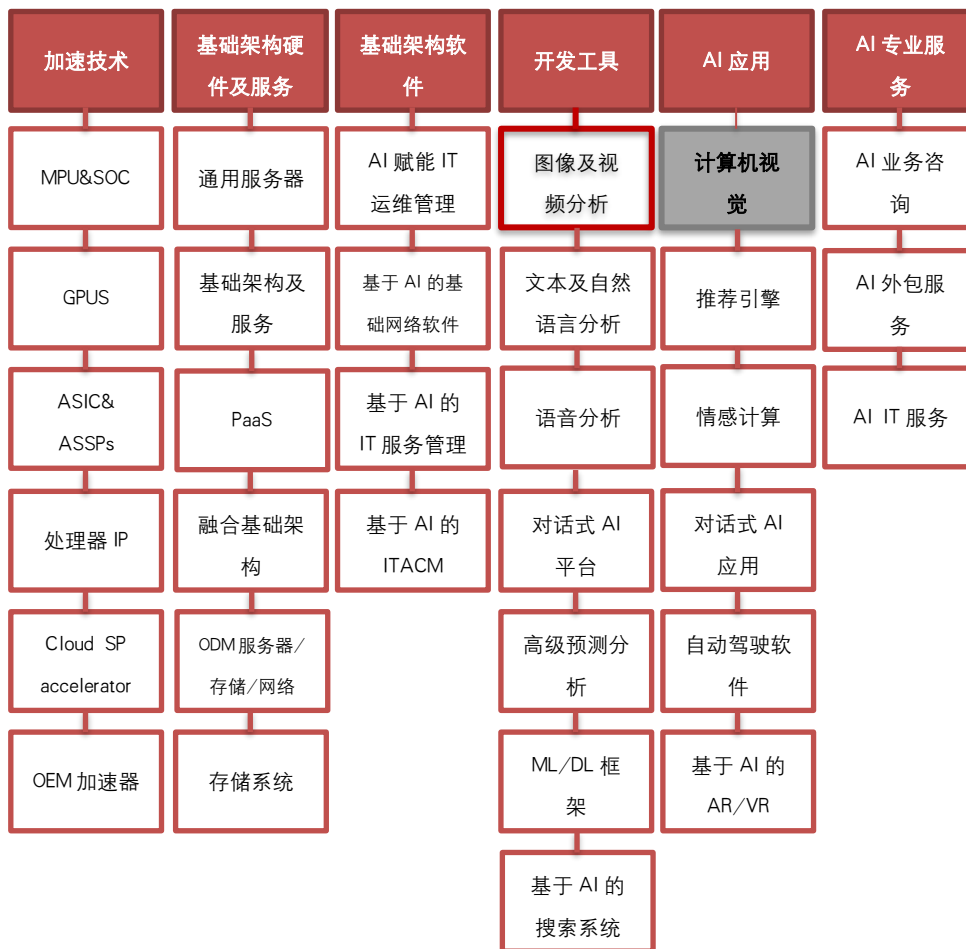 加速技术
基础架构硬
件及服务
基础架构软
件
开发工具
AI 应用
AI 专业服
务
MPU&SOC
通用服务器
AI 赋能 IT
运维管理
图像及视
频分析
计算机视
觉
AI 业务咨
询
GPUS
基础架构及
服务
基于 AI 的基
础网络软件
文本及自然
语言分析
推荐引擎
AI 外包服
务
ASIC&
ASSPs
PaaS
基于 AI 的
IT 服务管理
语音分析
情感计算
AI IT 服务
处理器 IP
融合基础架
构
基于 AI 的
ITACM
对话式 AI
平台
对话式 AI
应用
Cloud SP
accelerator
ODM 服务器/
存储/网络
高级预测分
析
自动驾驶软
件
OEM 加速器
存储系统
ML/DL 框
架
基于 AI 的
AR/VR
基于 AI 的
搜索系统